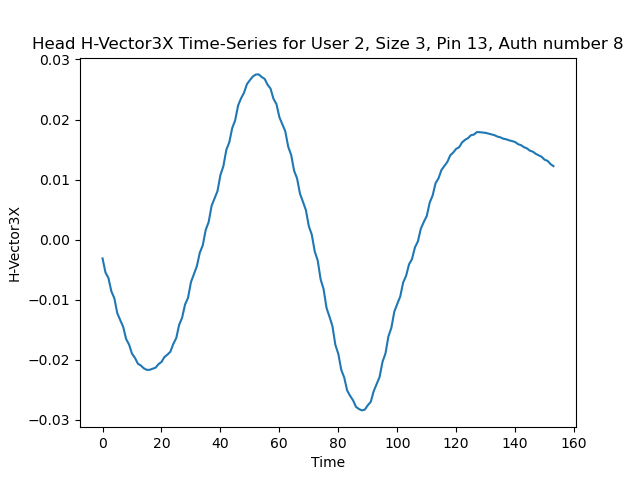 Head H-Vector3X Time-Series for User 2, Size 3, Pin 13, Auth number 8
0.03
0.02
0.01
0.00
−0.01
−0.02
−0.03
H-Vector3X
0 20 40 60 80 100 120 140 160
Time